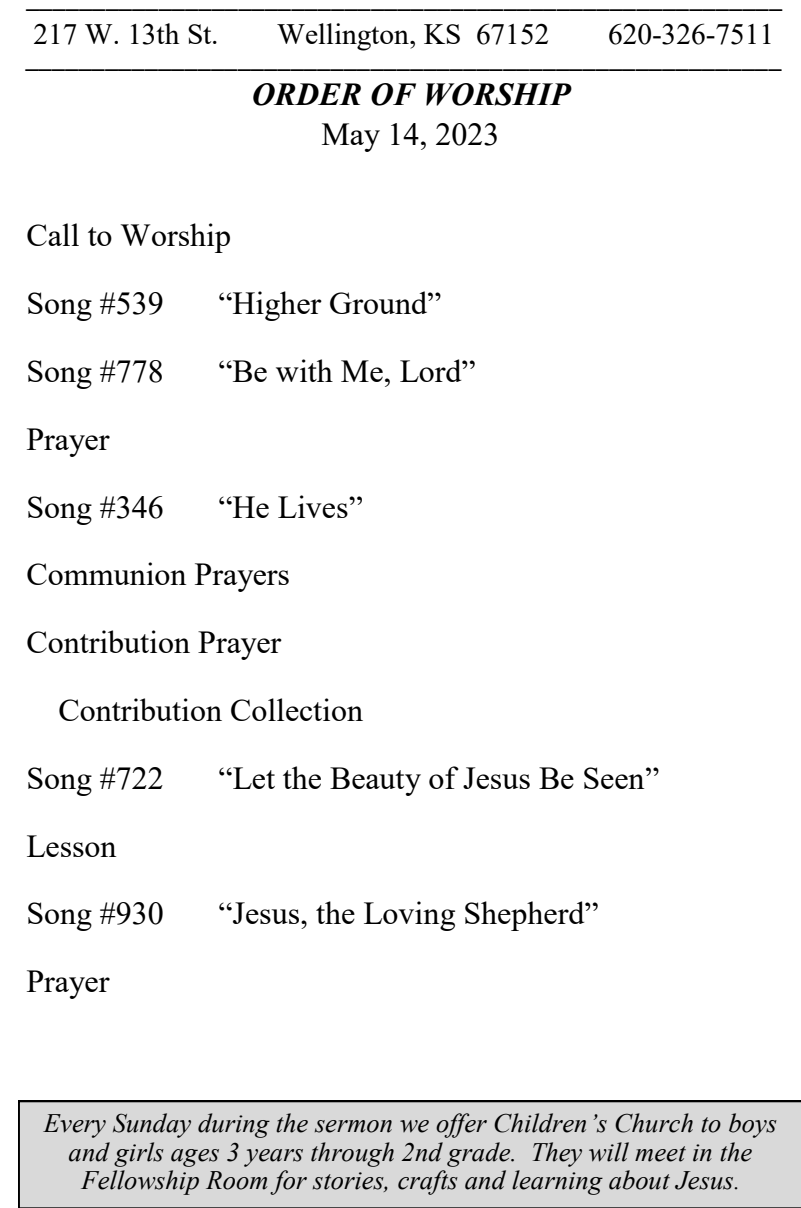 217 W. 13th St. Wellington, KS 67152 620-326-7511
ORDER OF WORSHIP
May 14, 2023
Call to Worship
Song #539 “Higher Ground”
Song #778 “Be with Me, Lord”
Prayer
Song #346 “He Lives”
Communion Prayers
Contribution Prayer
Contribution Collection
Song #722 “Let the Beauty of Jesus Be Seen”
Lesson
Song #930 “Jesus, the Loving Shepherd”
Prayer
Every Sunday during the sermon we offer Children’s Church to boys
and girls ages 3 years through 2nd grade. They will meet in the
Fellowship Room for stories, crafts and learning about Jesus.